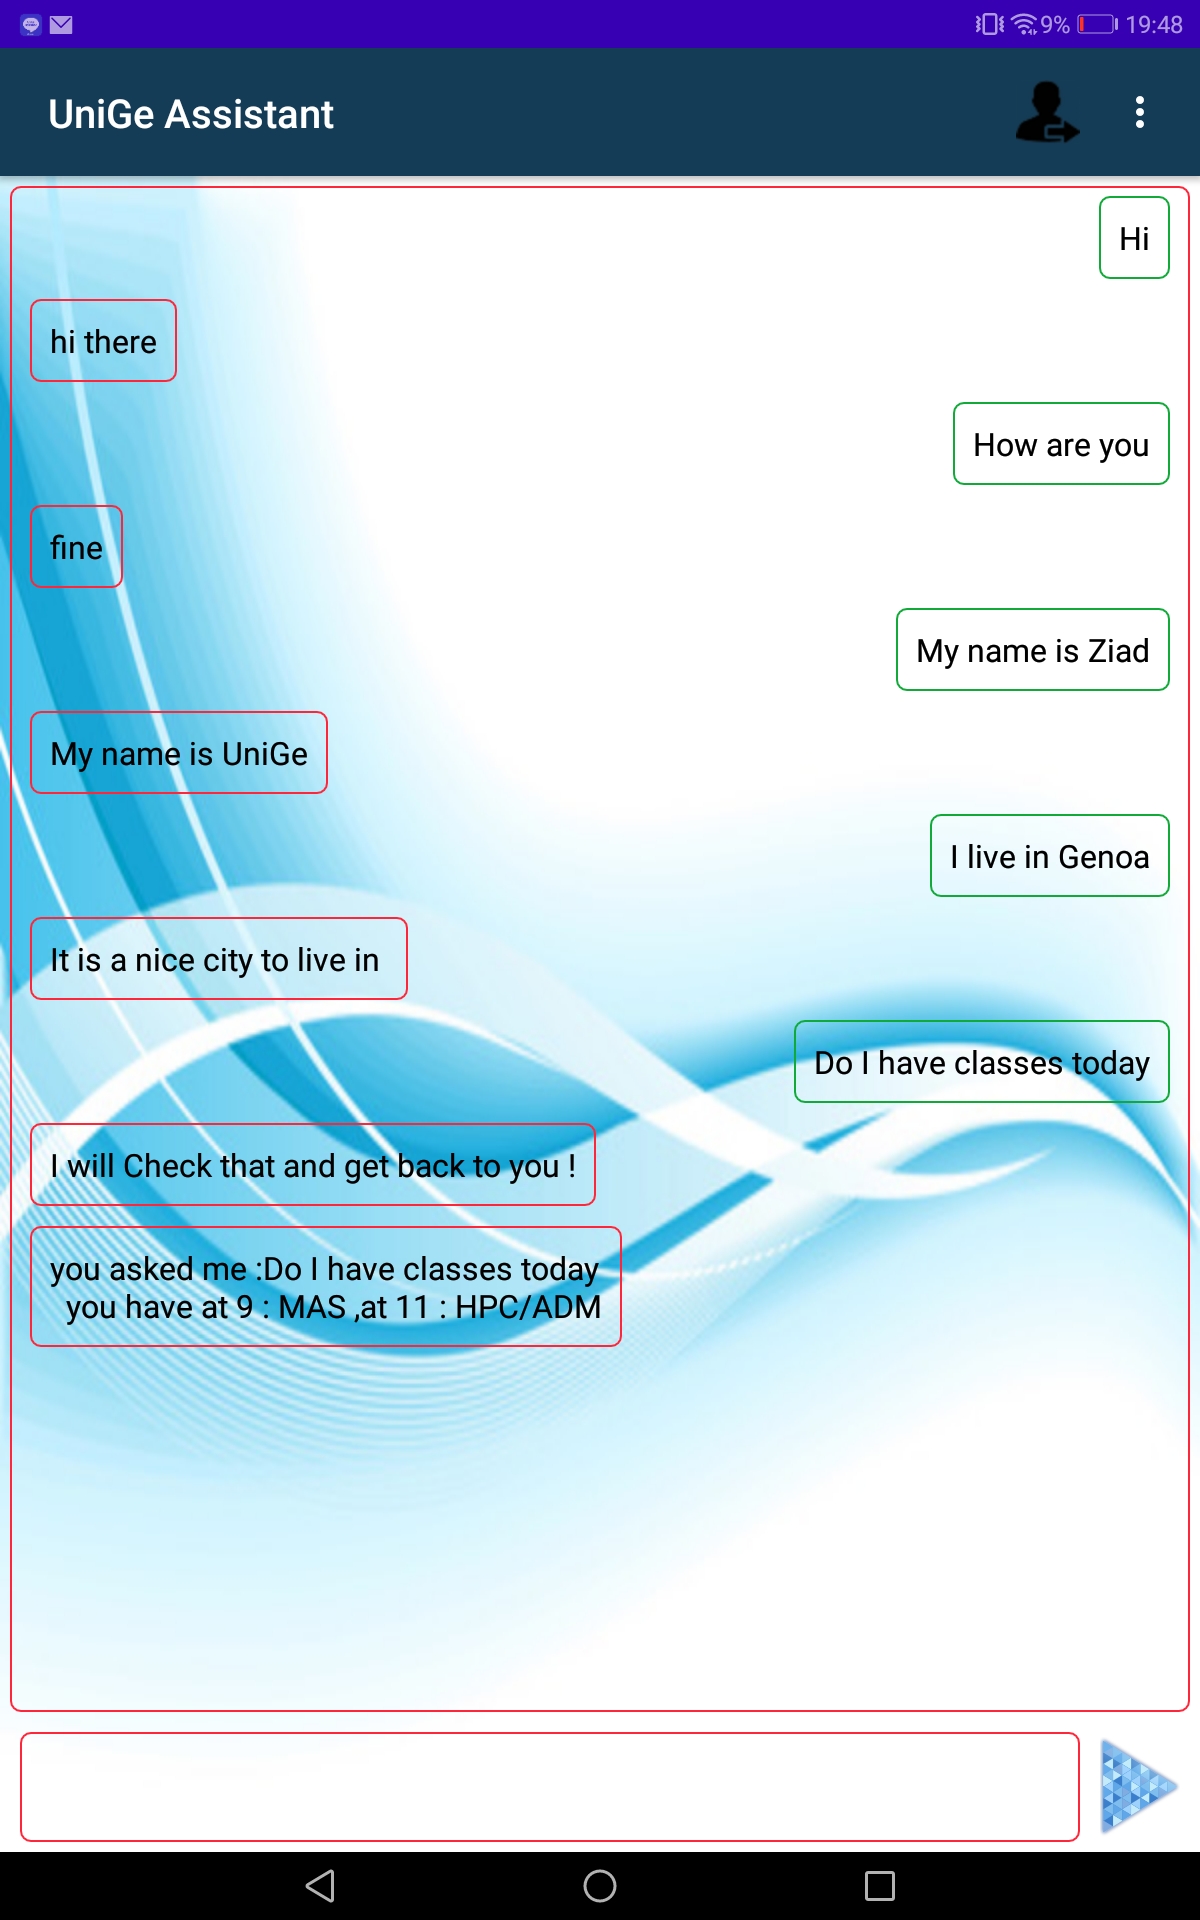 9% 19:48
UniGe Assistant
Hi
hi there
How are you
fine
My name is Ziad
My name is UniGe
I live in Genoa
It is a nice city to live in
Do I have classes today
I will Check that and get back to you !
you asked me :Do I have classes today
you have at 9 : MAS ,at 11 : HPC/ADM